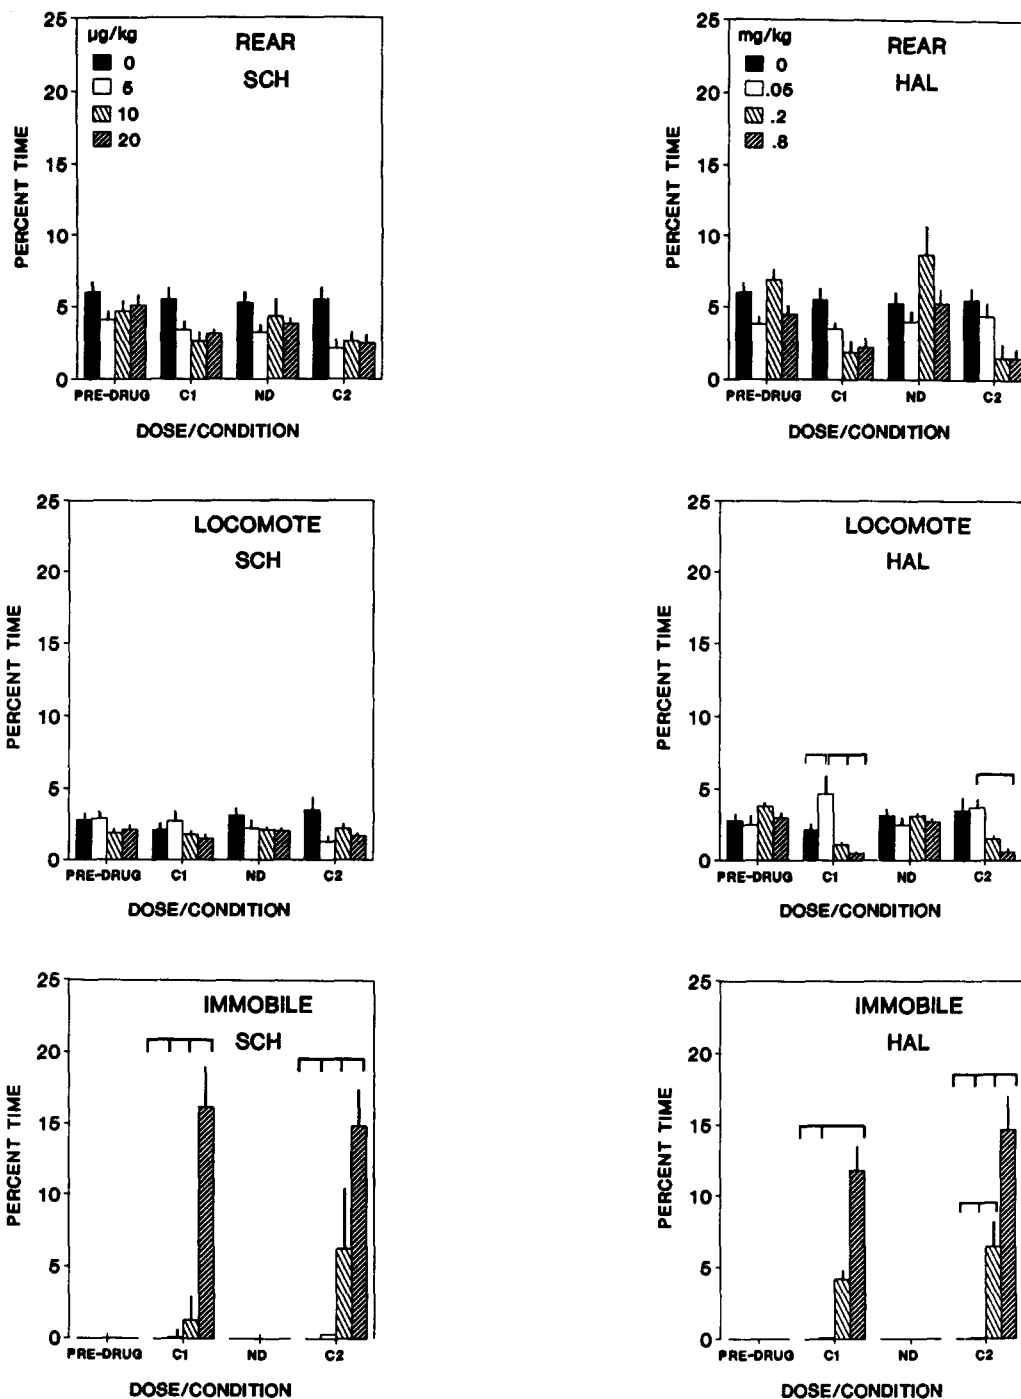 25
20
15
10
5
0
PERCENT TIME
µg/kg
0
5
10
20
REAR
SCH
PRE-DRUG C1 ND C2
DOSE/CONDITION
25
20
15
10
5
0
PERCENT TIME
mg/kg
0
.05
.2
.8
REAR
HAL
PRE-DRUG C1 ND C2
DOSE/CONDITION
25
20
15
10
5
0
PERCENT TIME
LOCOMOTE
SCH
PRE-DRUG C1 ND C2
DOSE/CONDITION
25
20
15
10
5
0
PERCENT TIME
LOCOMOTE
HAL
PRE-DRUG C1 ND C2
DOSE/CONDITION
25
20
15
10
5
0
PERCENT TIME
IMMOBILE
SCH
PRE-DRUG C1 ND C2
DOSE/CONDITION
25
20
15
10
5
0
PERCENT TIME
IMMOBILE
HAL
PRE-DRUG C1 ND C2
DOSE/CONDITION